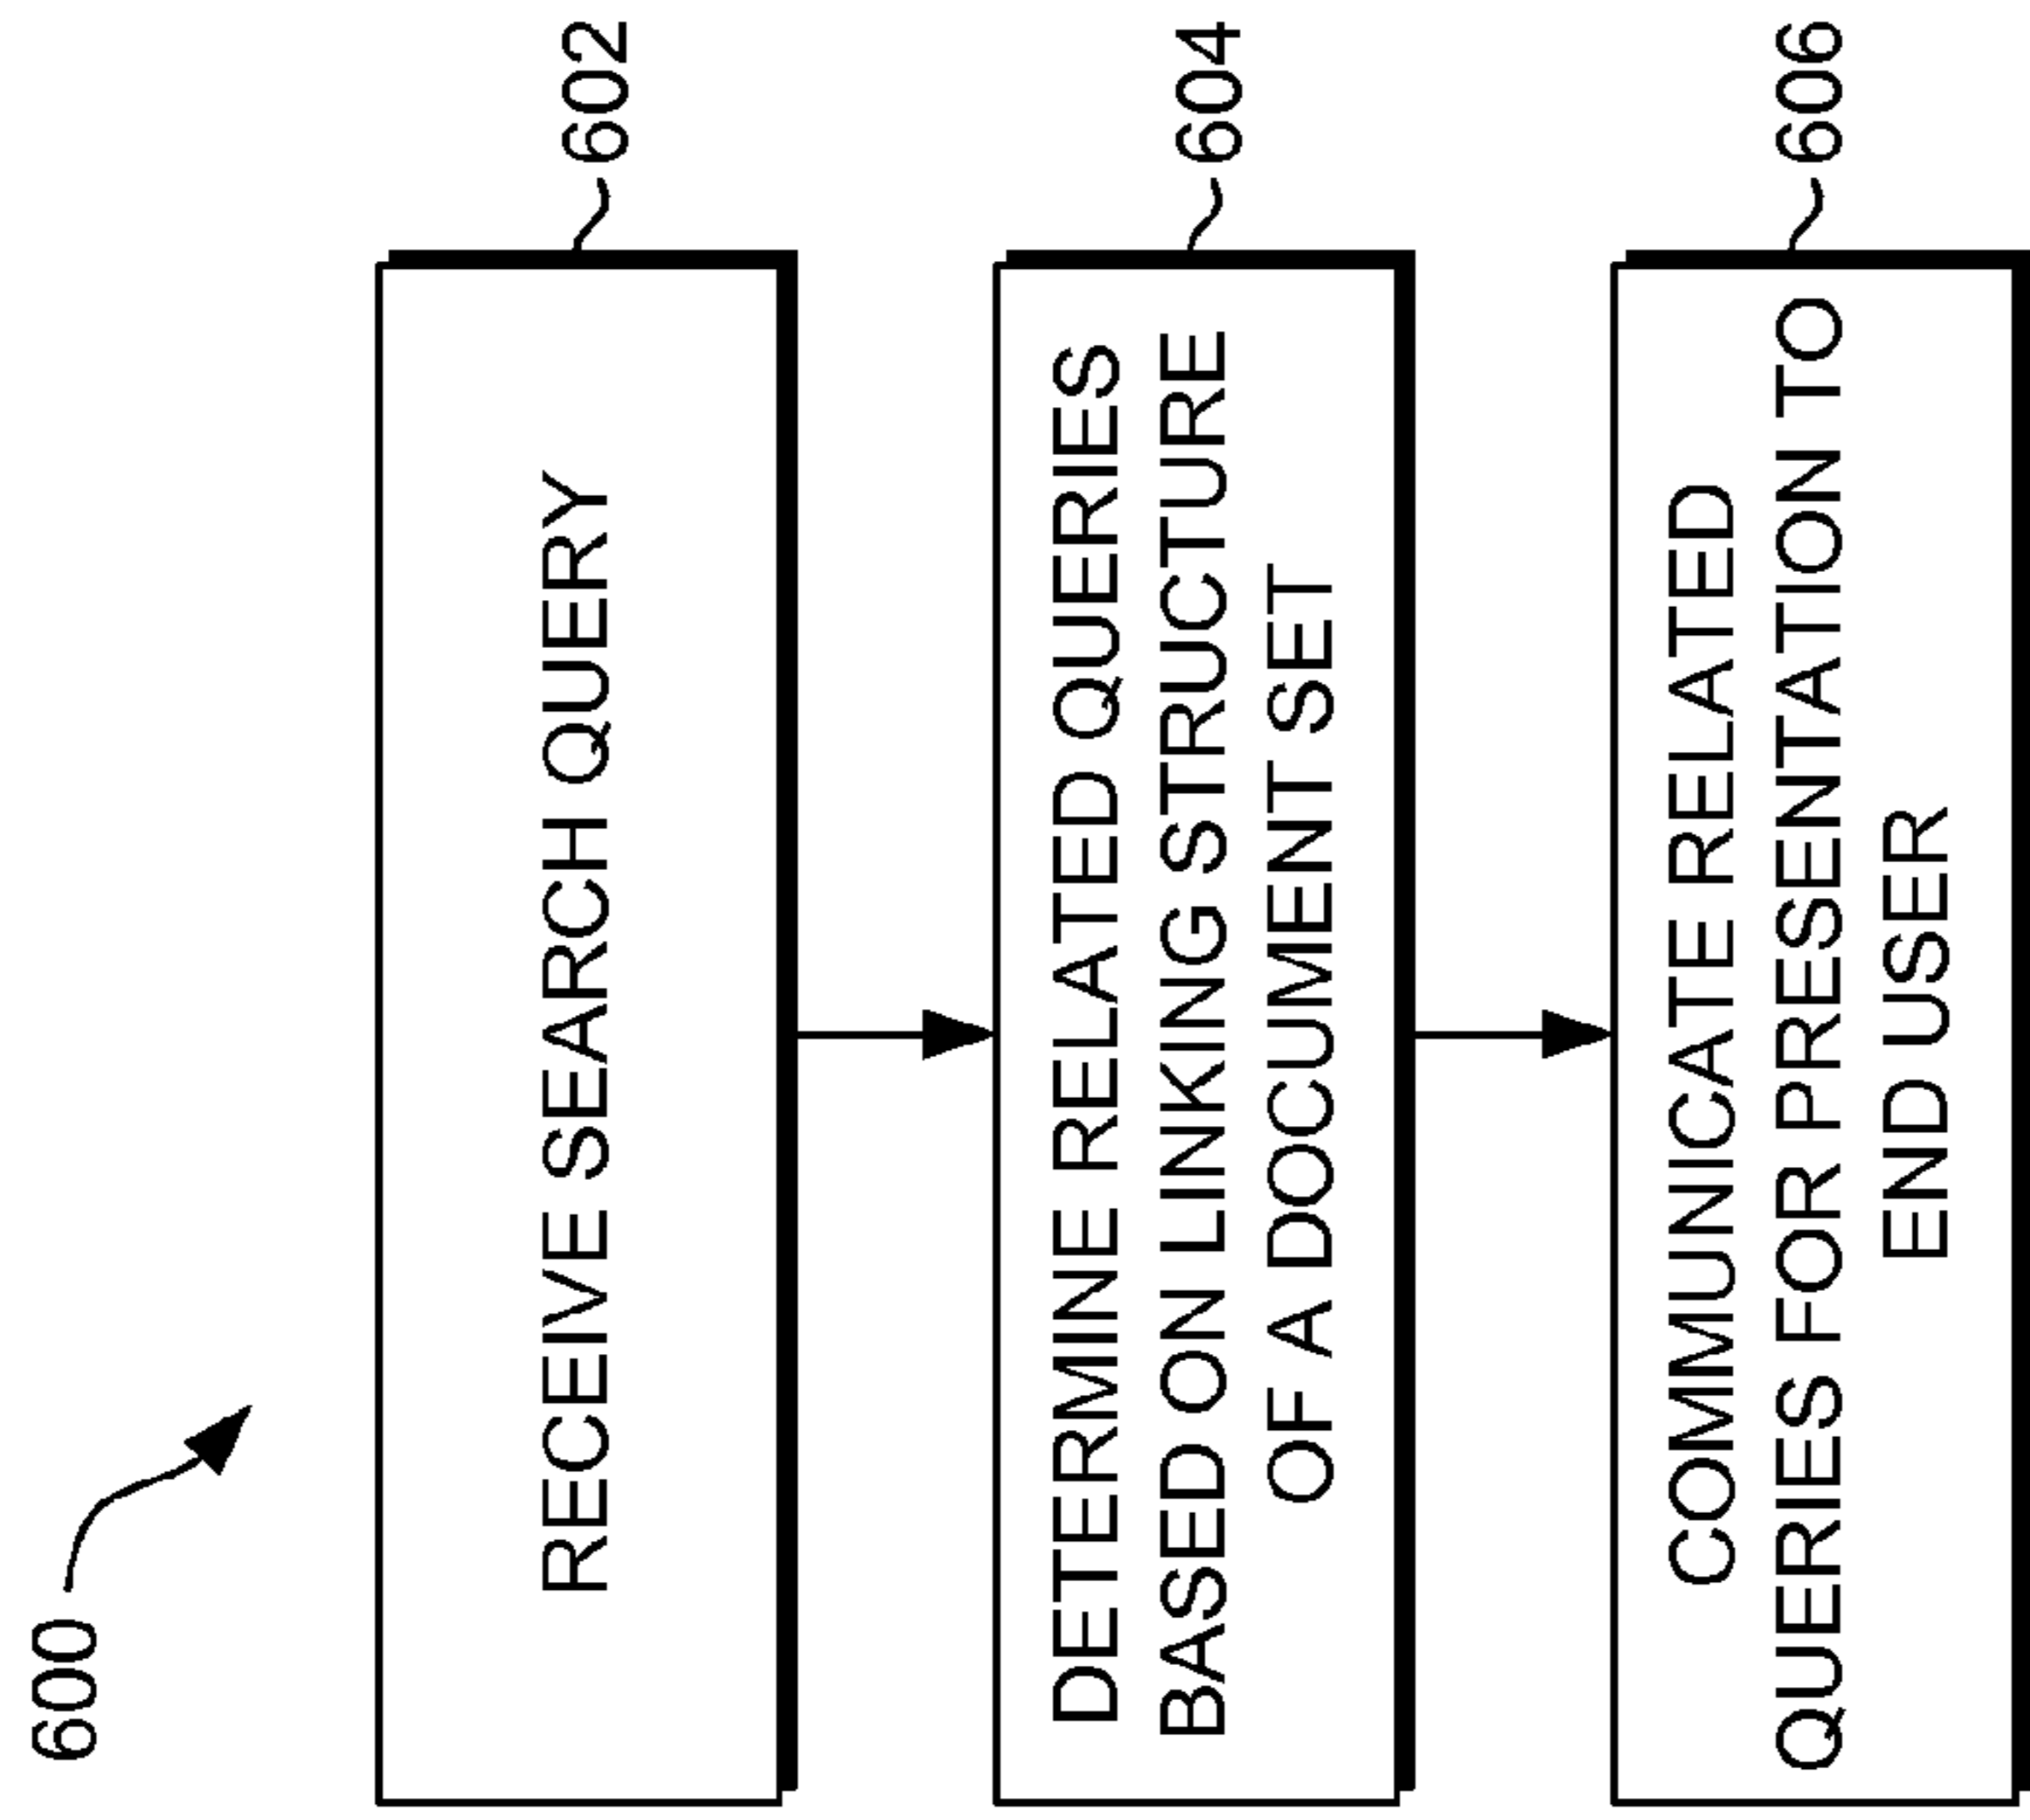 600
RECEIVE SEARCH QUERY
602
DETERMINE RELATED QUERIES
BASED ON LINKING STRUCTURE
OF A DOCUMENT SET
604
COMMUNICATE RELATED
QUERIES FOR PRESENTATION TO
END USER
606